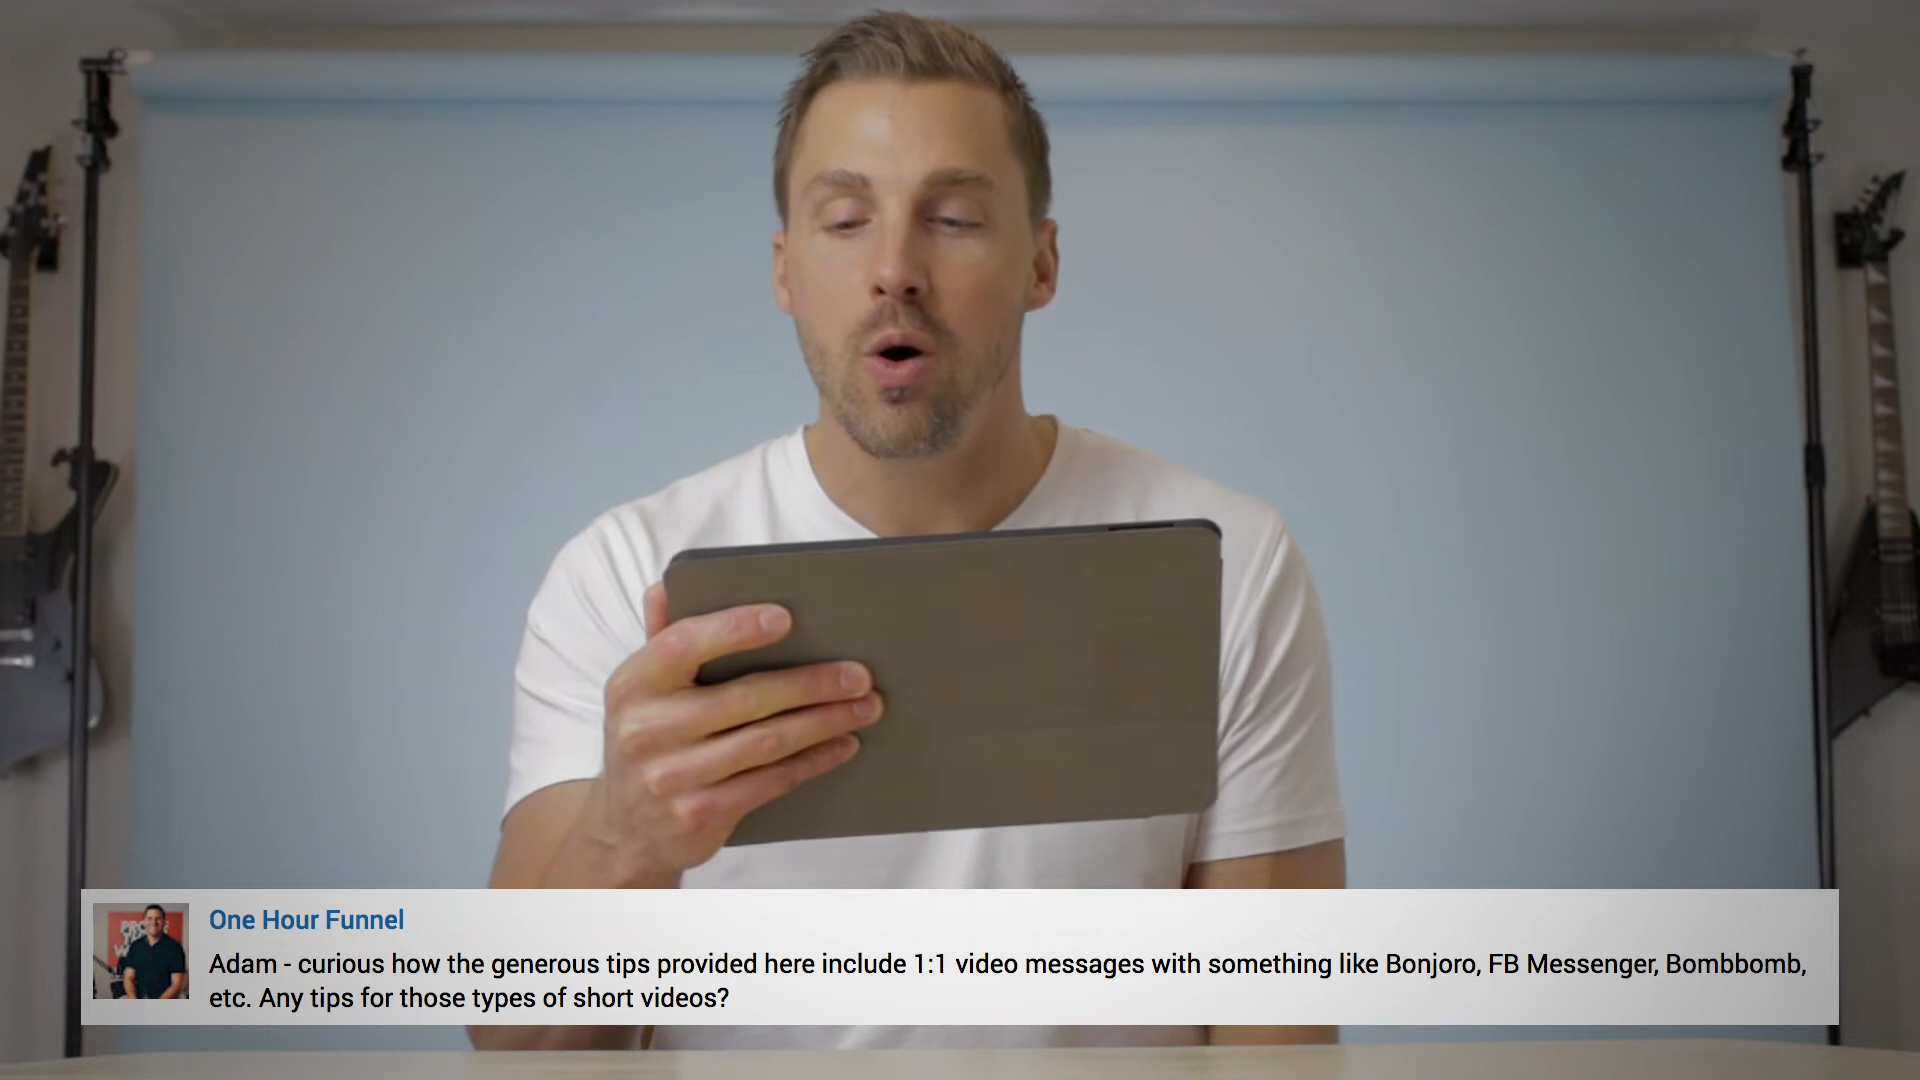 One Hour Funnel
Adam - curious how the generous tips provided here include 1:1 video messages with something like Bonjoro, FB Messenger, Bombbomb,
etc. Any tips for those types of short videos?